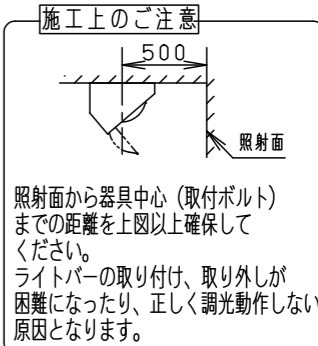 施工上のご注意
500
照射面
照射面から器具中心（取付ボルト）
までの距離を上図以上確保して
ください。
ライトバーの取り付け、取り外しが
困難になったり、正しく調光動作しない
原因となります。